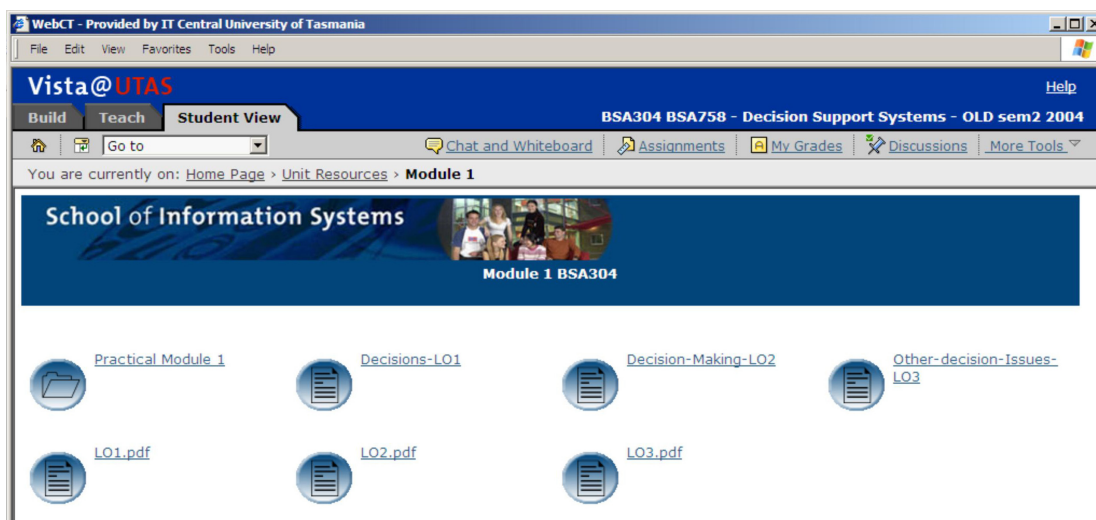 WebCT - Provided by IT Central University of Tasmania
File Edit View Favorites Tools Help
Vista@UTAS
Help
Build Teach Student View
BSA304 BSA758 - Decision Support Systems - OLD sem2 2004
Go to
Chat and Whiteboard Assignments My Grades Discussions More Tools
You are currently on: Home Page › Unit Resources › Module 1
School of Information Systems
Module 1 BSA304
Practical Module 1
Decisions-LO1
Decision-Making-LO2
Other-decision-Issues-
LO3
LO1.pdf
LO2.pdf
LO3.pdf